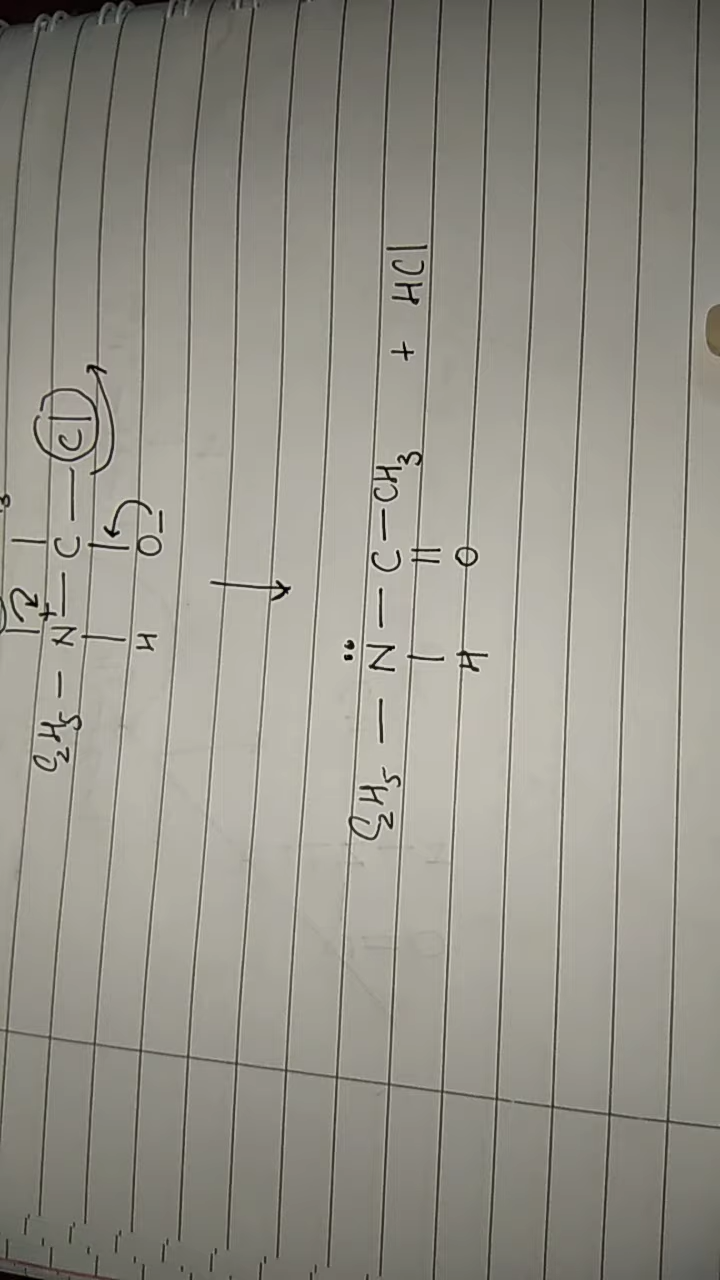 C2H5 — N+ — C — Cl
H O-
↓
C2H5 — N̈ — C — CH3 + HCl
H O